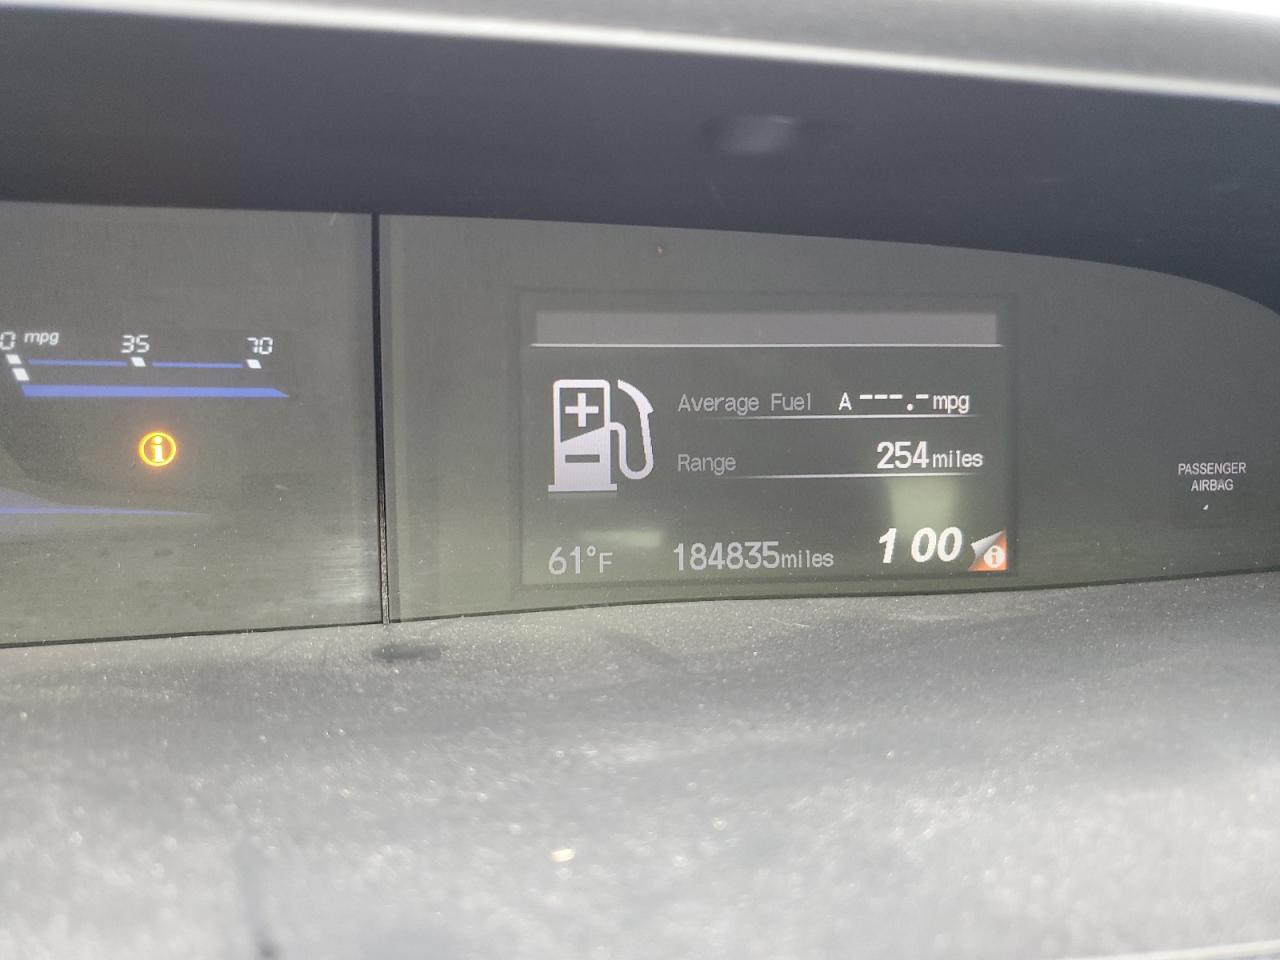 0 mpg 35 70
Average Fuel A ---.- mpg
Range 254 miles
61°F 184835 miles 1 00
PASSENGER
AIRBAG